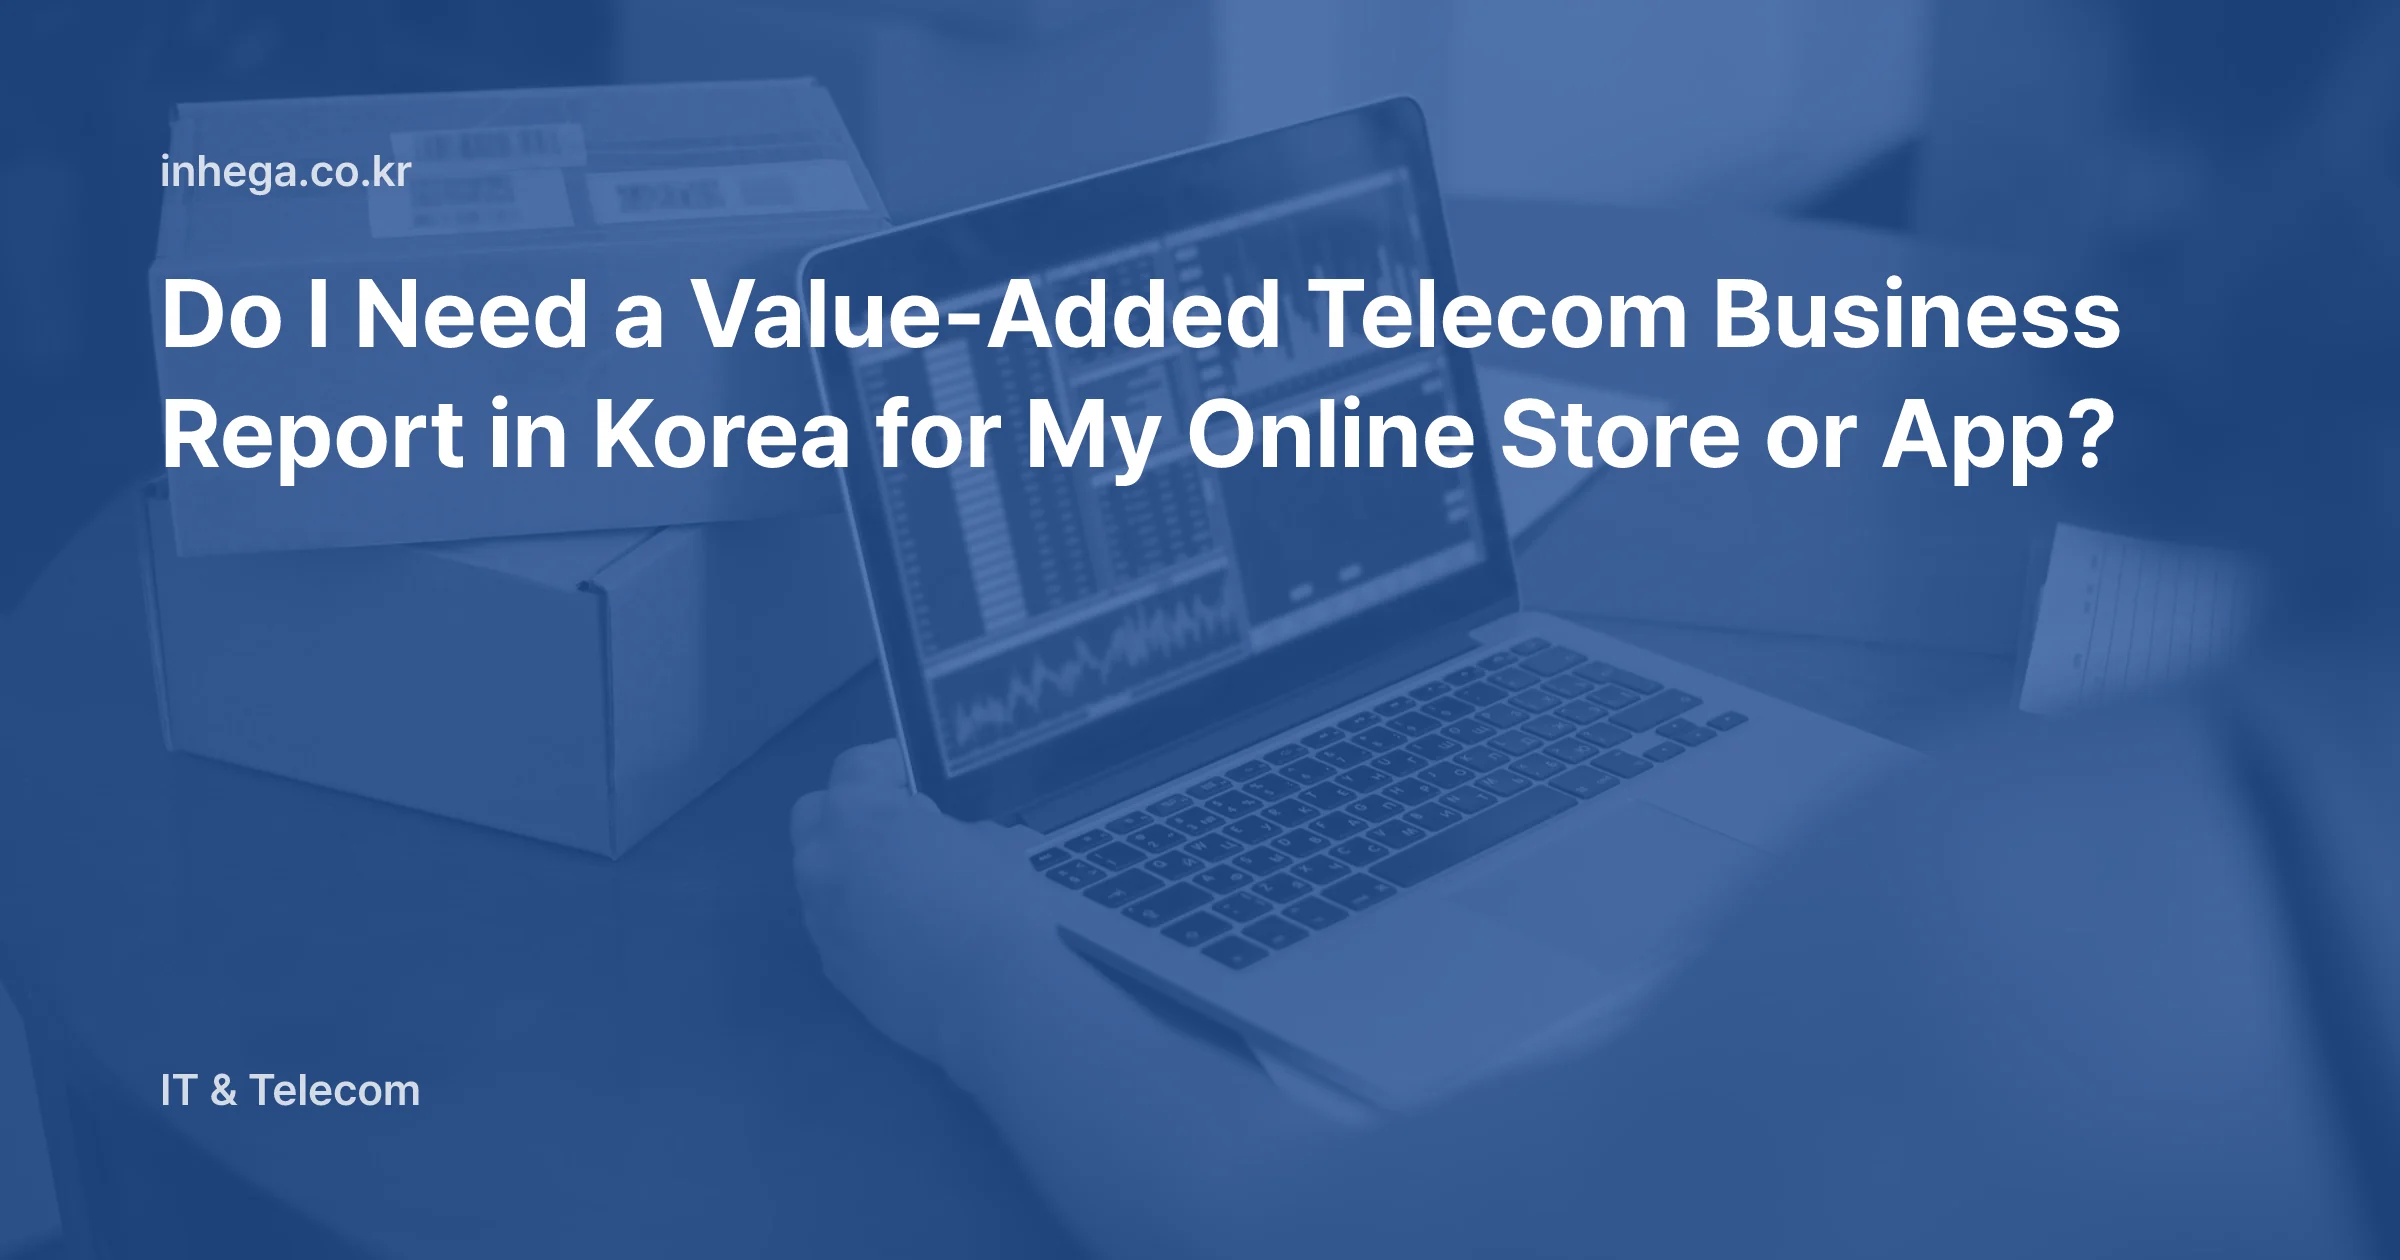 inhega.co.kr
Do I Need a Value-Added Telecom Business
Report in Korea for My Online Store or App?
IT & Telecom